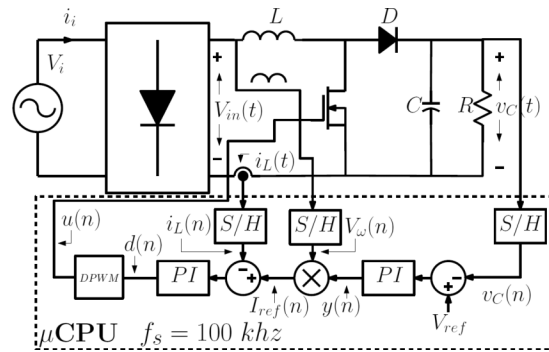 i_i
L
D
V_i
+
V_in(t)
-
C
R
+
v_C(t)
-
i_L(t)
u(n)
d(n)
i_L(n)
S/H
S/H
V_ω(n)
S/H
DPWM
PI
- +
×
PI
+ -
v_C(n)
I_ref(n)
y(n)
V_ref
μCPU f_s = 100 khz